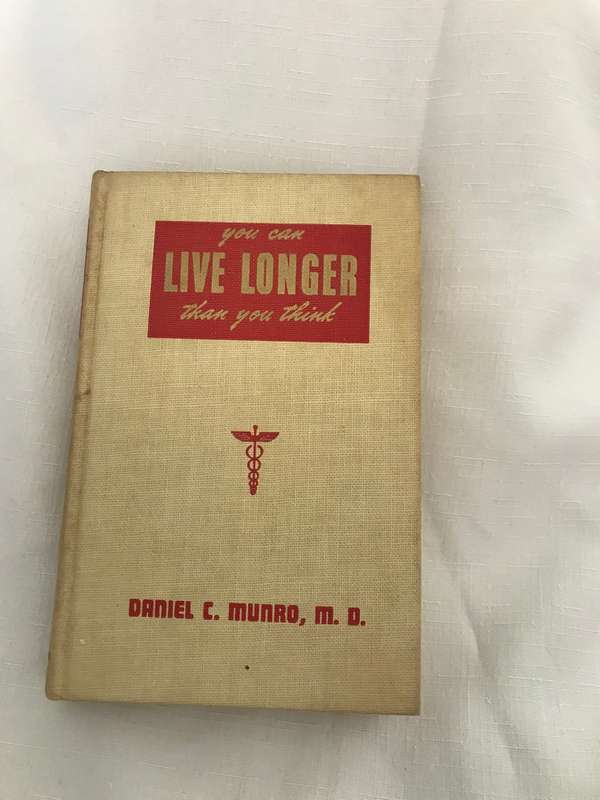 you can
LIVE LONGER
than you think
DANIEL C. MUNRO, M. D.